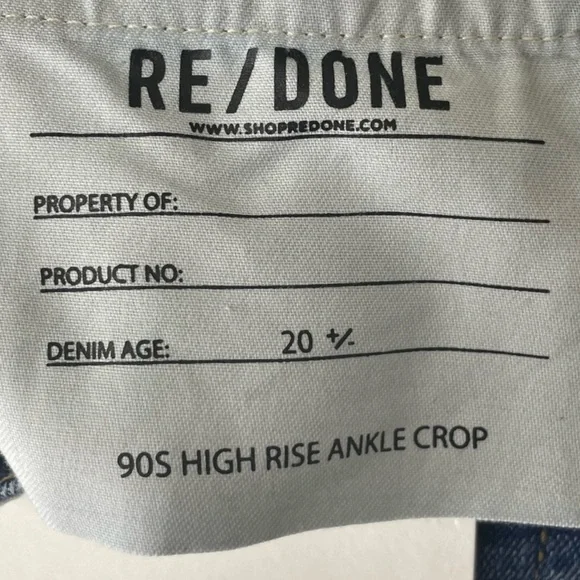 RE/DONE
WWW.SHOPREDONE.COM
PROPERTY OF:
PRODUCT NO:
DENIM AGE: 20 +/-
90S HIGH RISE ANKLE CROP